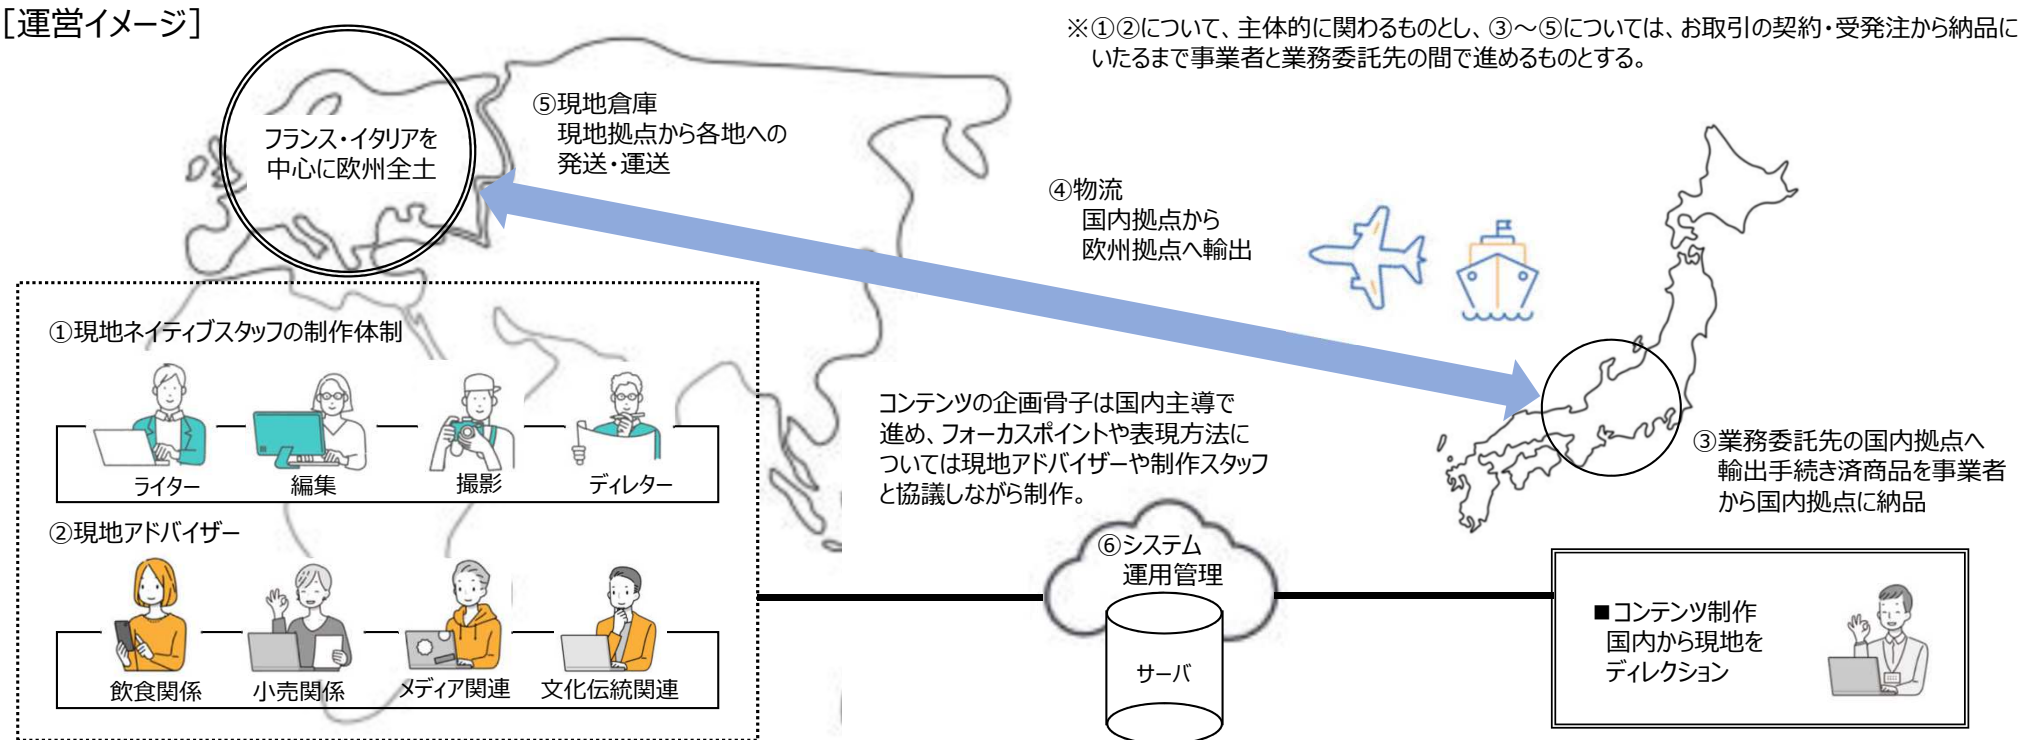 [運営イメージ]
※①②について、主体的に関わるものとし、③~⑤については、お取引の契約・受発注から納品に
いたるまで事業者と業務委託先の間で進めるものとする。
フランス・イタリアを
中心に欧州全土
⑤現地倉庫
現地拠点から各地への
発送・運送
④物流
国内拠点から
欧州拠点へ輸出
①現地ネイティブスタッフの制作体制
ライター
編集
撮影
ディレター
②現地アドバイザー
飲食関係
小売関係
メディア関連
文化伝統関連
コンテンツの企画骨子は国内主導で
進め、フォーカスポイントや表現方法に
ついては現地アドバイザーや制作スタッフ
と協議しながら制作。
③業務委託先の国内拠点へ
輸出手続き済商品を事業者
から国内拠点に納品
⑥システム
運用管理
サーバ
■コンテンツ制作
国内から現地を
ディレクション